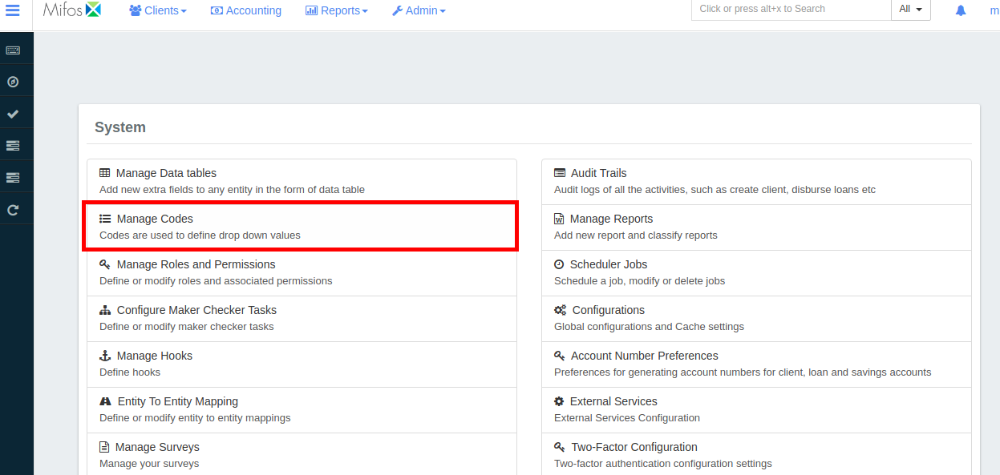 Mifos
Clients
Accounting
Reports
Admin
Click or press alt+x to Search
All
m
System
Manage Data tables
Add new extra fields to any entity in the form of data table
Manage Codes
Codes are used to define drop down values
Manage Roles and Permissions
Define or modify roles and associated permissions
Configure Maker Checker Tasks
Define or modify maker checker tasks
Manage Hooks
Define hooks
Entity To Entity Mapping
Define or modify entity to entity mappings
Manage Surveys
Manage your surveys
Audit Trails
Audit logs of all the activities, such as create client, disburse loans etc
Manage Reports
Add new report and classify reports
Scheduler Jobs
Schedule a job, modify or delete jobs
Configurations
Global configurations and Cache settings
Account Number Preferences
Preferences for generating account numbers for client, loan and savings accounts
External Services
External Services Configuration
Two-Factor Configuration
Two-factor authentication configuration settings